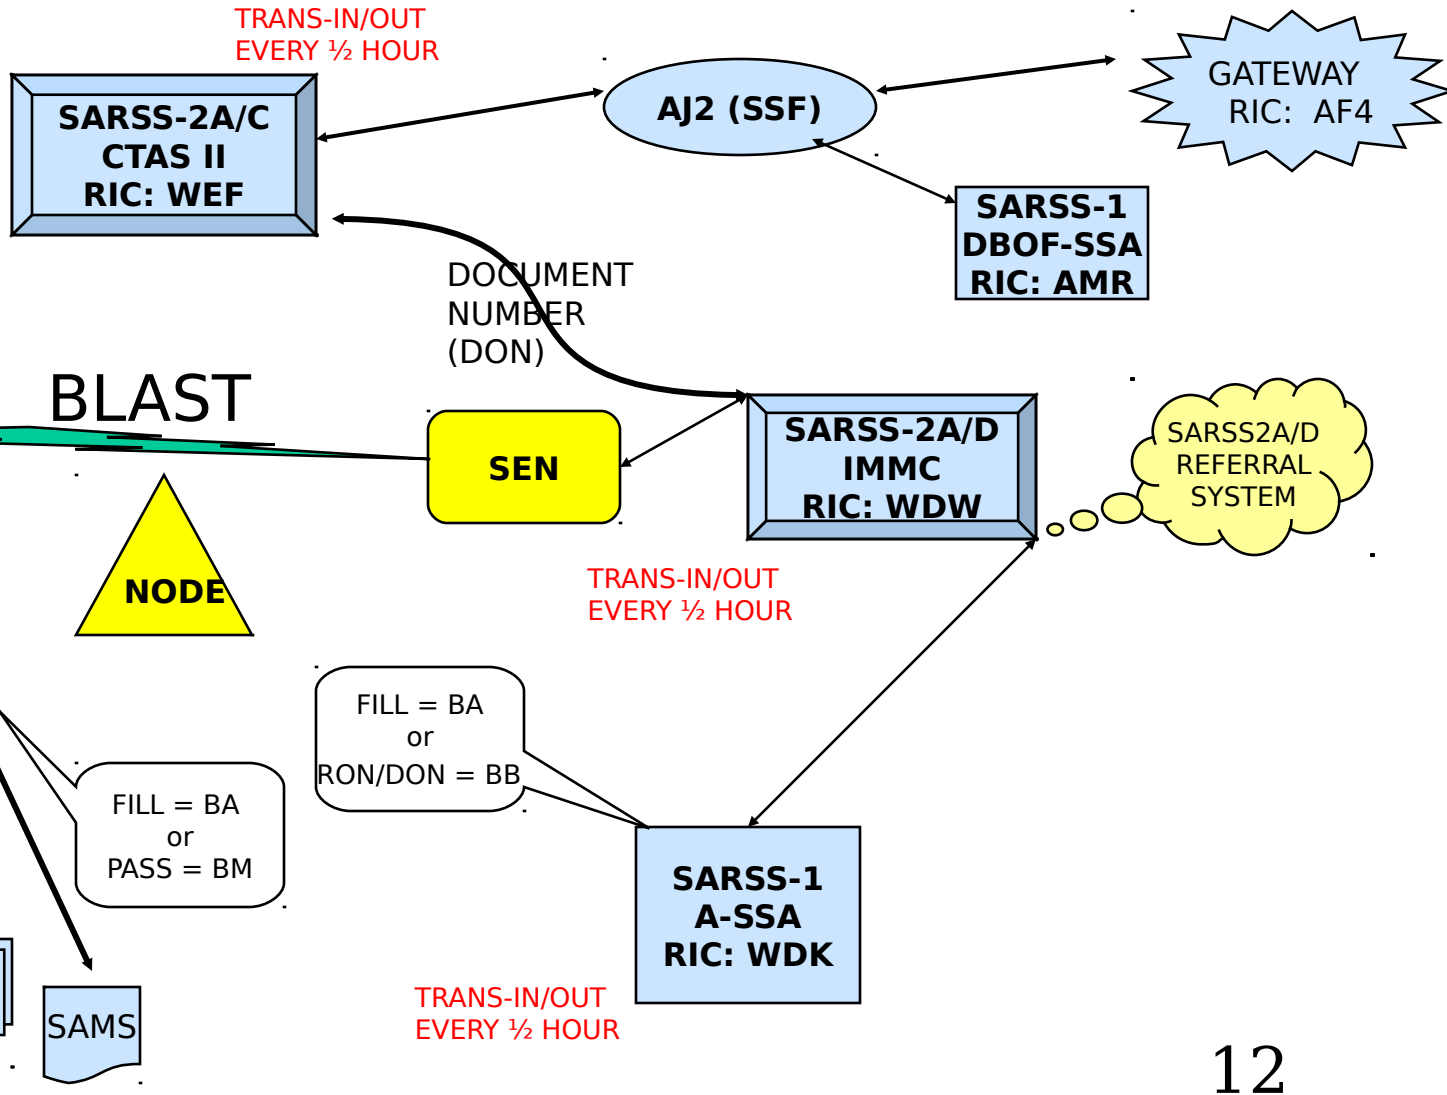 TRANS-IN/OUT
EVERY ½ HOUR
SARSS-2A/C
CTAS II
RIC: WEF
AJ2 (SSF)
GATEWAY
RIC: AF4
SARSS-1
DBOF-SSA
RIC: AMR
DOCUMENT
NUMBER
(DON)
BLAST
SEN
SARSS-2A/D
IMMC
RIC: WDW
SARSS2A/D
REFERRAL
SYSTEM
NODE
TRANS-IN/OUT
EVERY ½ HOUR
FILL = BA
or
RON/DON = BB
FILL = BA
or
PASS = BM
SARSS-1
A-SSA
RIC: WDK
TRANS-IN/OUT
EVERY ½ HOUR
SAMS
12